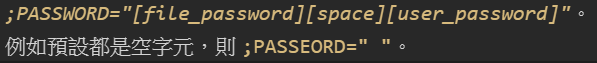 ;PASSWORD="[file_password][space][user_password]"。
例如預設都是空字元，則 ;PASSEORD=" "。